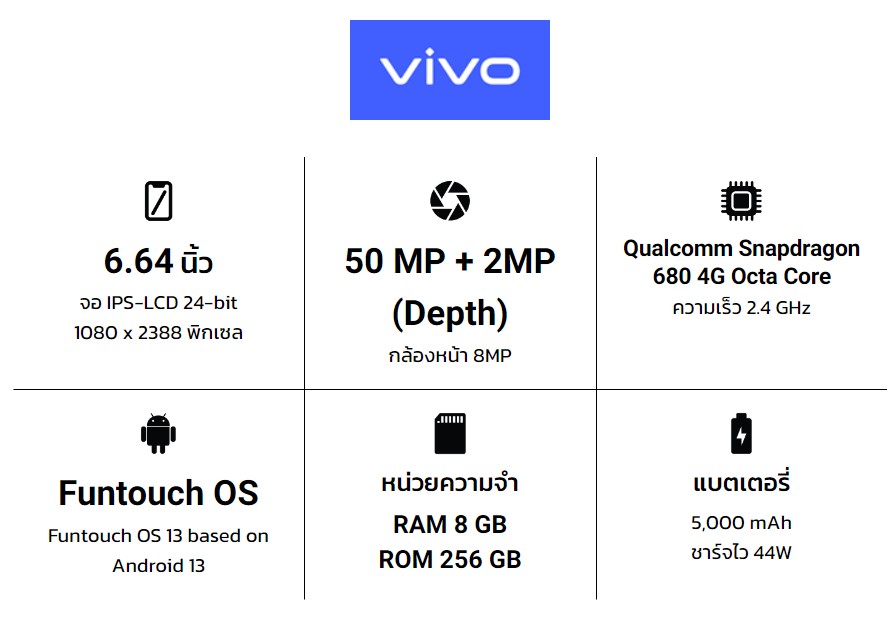 vivo
6.64 นิ้ว
จอ IPS-LCD 24-bit
1080 x 2388 พิกเซล
50 MP + 2MP
(Depth)
กล้องหน้า 8MP
Qualcomm Snapdragon
680 4G Octa Core
ความเร็ว 2.4 GHz
Funtouch OS
Funtouch OS 13 based on
Android 13
หน่วยความจำ
RAM 8 GB
ROM 256 GB
แบตเตอรี่
5,000 mAh
ชาร์จไว 44W